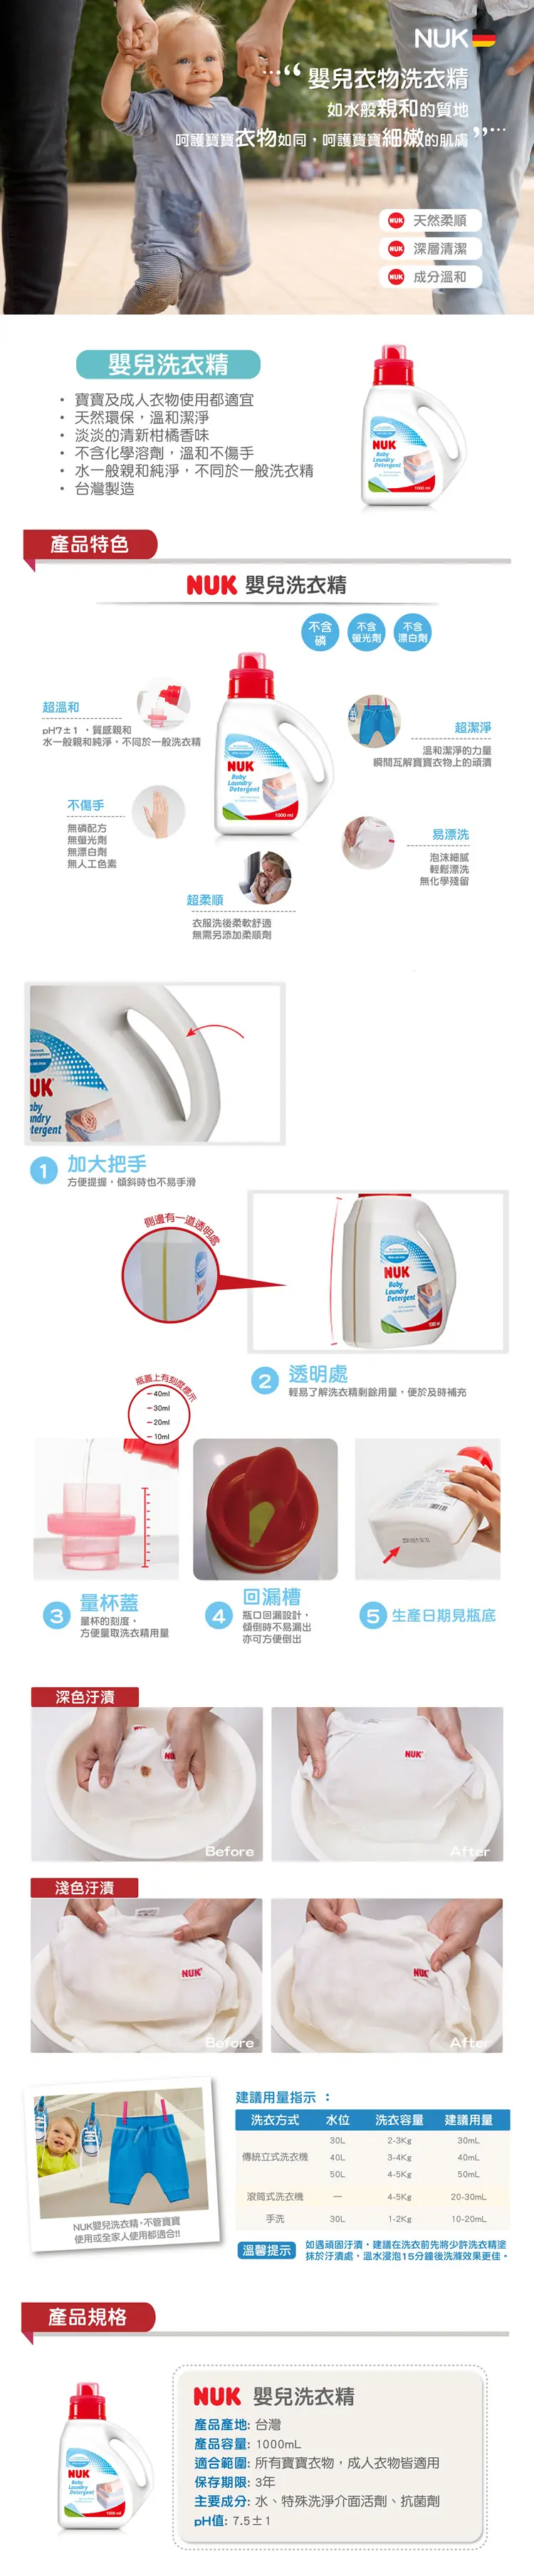 NUK
嬰兒衣物洗衣精
如水般親和的質地
呵護寶寶衣物如同，呵護寶寶細嫩的肌膚
NUK 天然柔順
NUK 深層清潔
NUK 成分溫和
嬰兒洗衣精
• 寶寶及成人衣物使用都適宜
• 天然環保，溫和潔淨
• 淡淡的清新柑橘香味
• 不含化學溶劑，溫和不傷手
• 水一般親和純淨，不同於一般洗衣精
• 台灣製造
NUK
Baby
Laundry
Detergent
1000 ml
產品特色
NUK 嬰兒洗衣精
不含
磷
不含
螢光劑
不含
漂白劑
超溫和
pH7±1 ，質感親和
水一般親和純淨，不同於一般洗衣精
超潔淨
溫和潔淨的力量
瞬間瓦解寶寶衣物上的頑漬
NUK
Baby
Laundry
Detergent
1000 ml
不傷手
無磷配方
無螢光劑
無漂白劑
無人工色素
易漂洗
泡沫細膩
輕鬆漂洗
無化學殘留
超柔順
衣服洗後柔軟舒適
無需另添加柔順劑
UK
aby
undry
tergent
1 加大把手
方便提握，傾斜時也不易手滑
側邊有一道透明處
NUK
Baby
Laundry
Detergent
1000 ml
2 透明處
輕易了解洗衣精剩餘用量，便於及時補充
瓶蓋上有刻度標示
40ml
30ml
20ml
10ml
3 量杯蓋
量杯的刻度，
方便量取洗衣精用量
4 回漏槽
瓶口回漏設計，
傾倒時不易漏出
亦可方便倒出
5 生產日期見瓶底
深色汙漬
NUK
Before
After
淺色汙漬
NUK
NUK
Before
After
NUK嬰兒洗衣精，不管寶寶
使用或全家人使用都適合!!
建議用量指示 ：
洗衣方式 水位 洗衣容量 建議用量
30L 2-3Kg 30mL
傳統立式洗衣機 40L 3-4Kg 40mL
50L 4-5Kg 50mL
滾筒式洗衣機 — 4-5Kg 20-30mL
手洗 30L 1-2Kg 10-20mL
溫馨提示
如遇頑固汙漬，建議在洗衣前先將少許洗衣精塗
抹於汙漬處，溫水浸泡15分鐘後洗滌效果更佳。
產品規格
NUK
Baby
Laundry
Detergent
1000 ml
NUK 嬰兒洗衣精
產品產地: 台灣
產品容量: 1000mL
適合範圍: 所有寶寶衣物，成人衣物皆適用
保存期限: 3年
主要成分: 水、特殊洗淨介面活劑、抗菌劑
pH值: 7.5±1